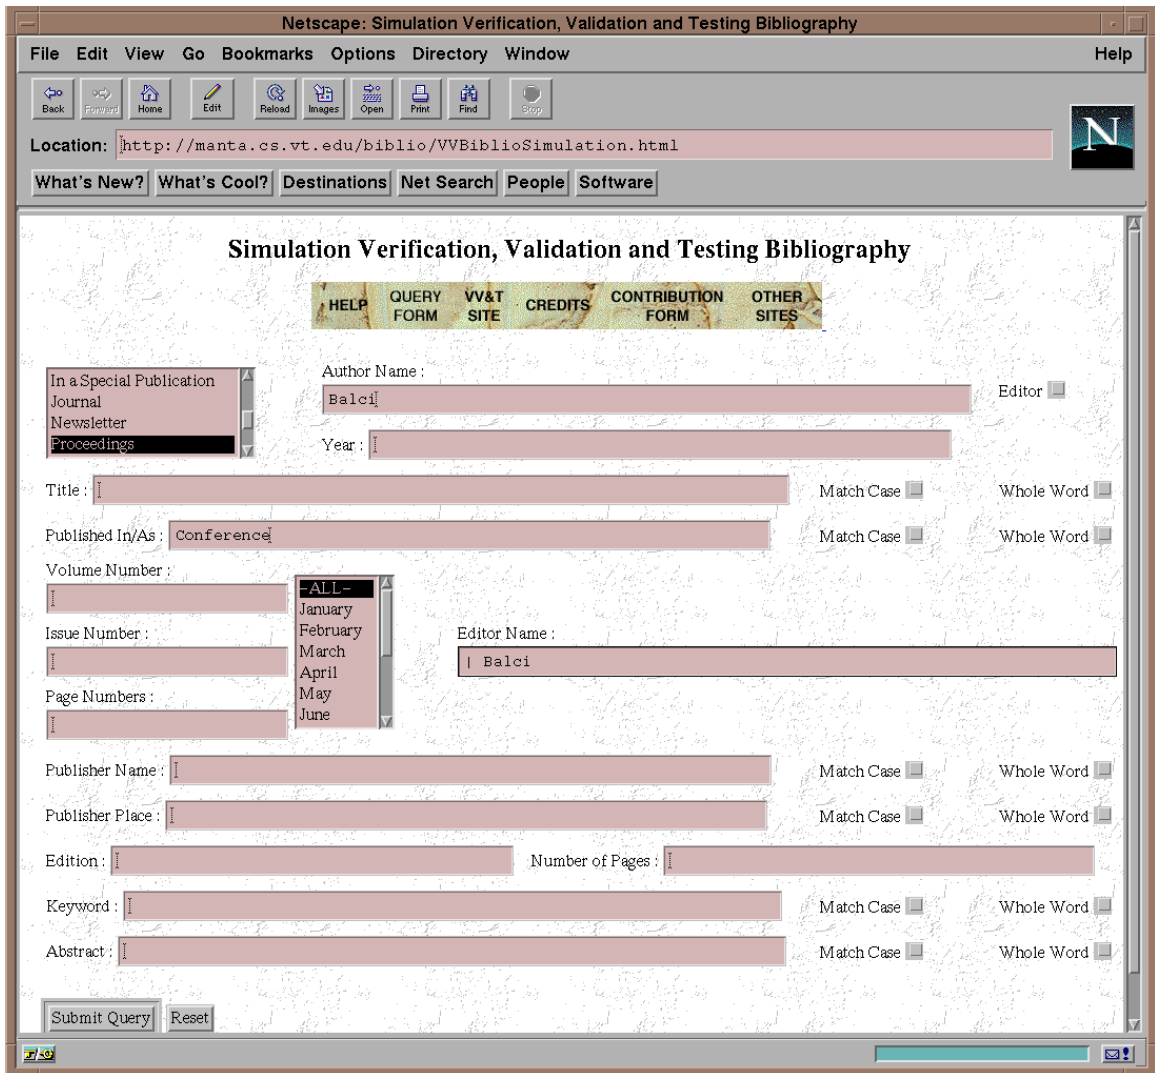 Netscape: Simulation Verification, Validation and Testing Bibliography
File Edit View Go Bookmarks Options Directory Window Help
Back Forward Home Edit Reload Images Open Print Find Stop
Location: http://manta.cs.vt.edu/biblio/VVBiblioSimulation.html
N
What's New? What's Cool? Destinations Net Search People Software
Simulation Verification, Validation and Testing Bibliography
HELP QUERY FORM VV&T SITE CREDITS CONTRIBUTION FORM OTHER SITES
In a Special Publication
Journal
Newsletter
Proceedings
Author Name :
Balci
Editor
Year :
Title : Match Case Whole Word
Published In/As : Conference Match Case Whole Word
Volume Number :
Issue Number :
Page Numbers :
-ALL-
January
February
March
April
May
June
Editor Name :
| Balci
Publisher Name : Match Case Whole Word
Publisher Place : Match Case Whole Word
Edition : Number of Pages :
Keyword : Match Case Whole Word
Abstract : Match Case Whole Word
Submit Query Reset